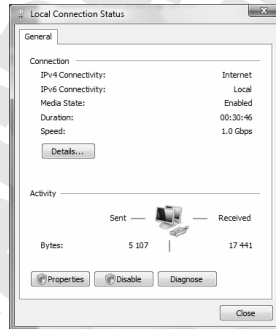 Local Connection Status
General
Connection
IPv4 Connectivity: Internet
IPv6 Connectivity: Local
Media State: Enabled
Duration: 00:30:46
Speed: 1.0 Gbps
Details...
Activity
Sent — Received
Bytes: 5 107 | 17 441
Properties Disable Diagnose
Close